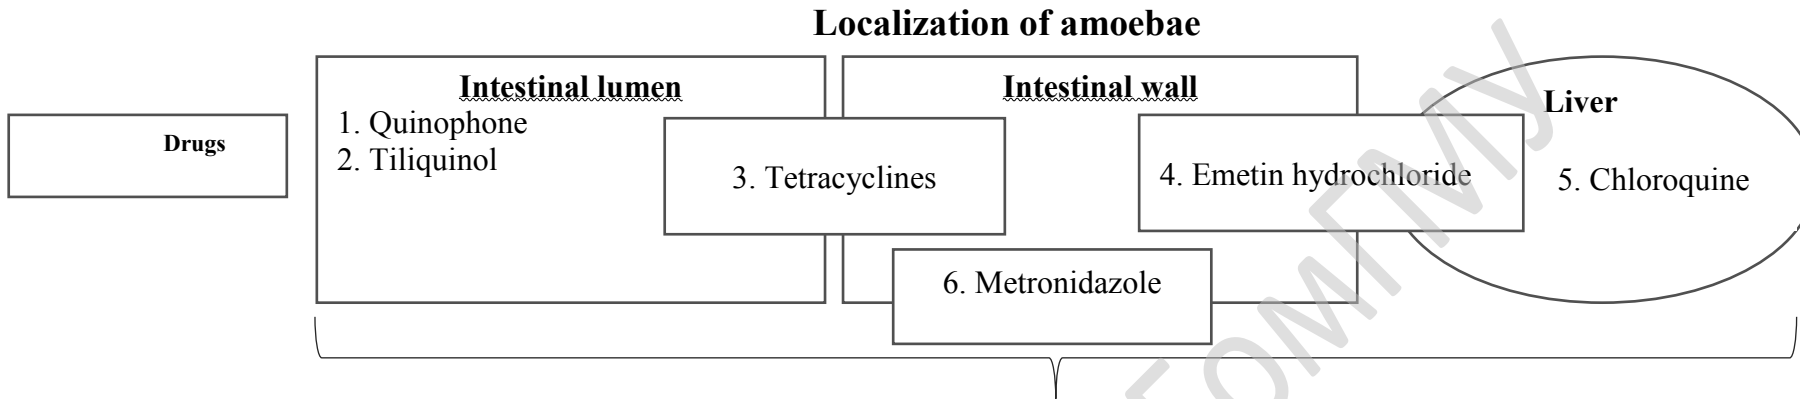 Localization of amoebae
Intestinal lumen
1. Quinophone
2. Tiliquinol
Intestinal wall
Liver
Drugs
3. Tetracyclines
4. Emetin hydrochloride
5. Chloroquine
6. Metronidazole
ГомГМУ